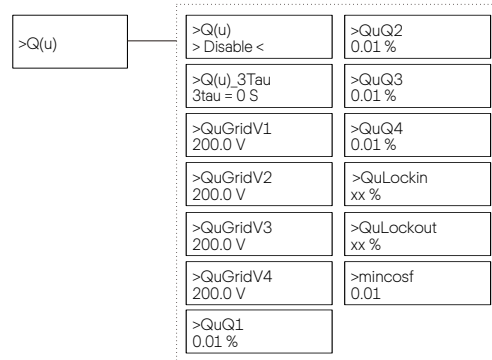 >Q(u)
>Q(u)
> Disable <
>Q(u)_3Tau
3tau = 0 S
>QuGridV1
200.0 V
>QuGridV2
200.0 V
>QuGridV3
200.0 V
>QuGridV4
200.0 V
>QuQ1
0.01 %
>QuQ2
0.01 %
>QuQ3
0.01 %
>QuQ4
0.01 %
>QuLockin
xx %
>QuLockout
xx %
>mincosf
0.01